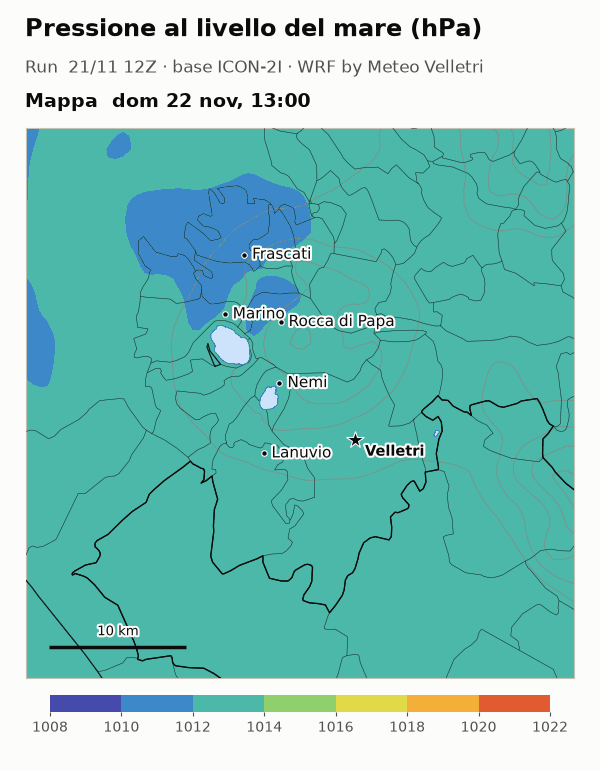 Pressione al livello del mare (hPa)
Run  21/11 12Z · base ICON-2I · WRF by Meteo Velletri
Mappa  dom 22 nov, 13:00
Frascati
Marino
Rocca di Papa
Nemi
Velletri
Lanuvio
10 km
1008 1010 1012 1014 1016 1018 1020 1022